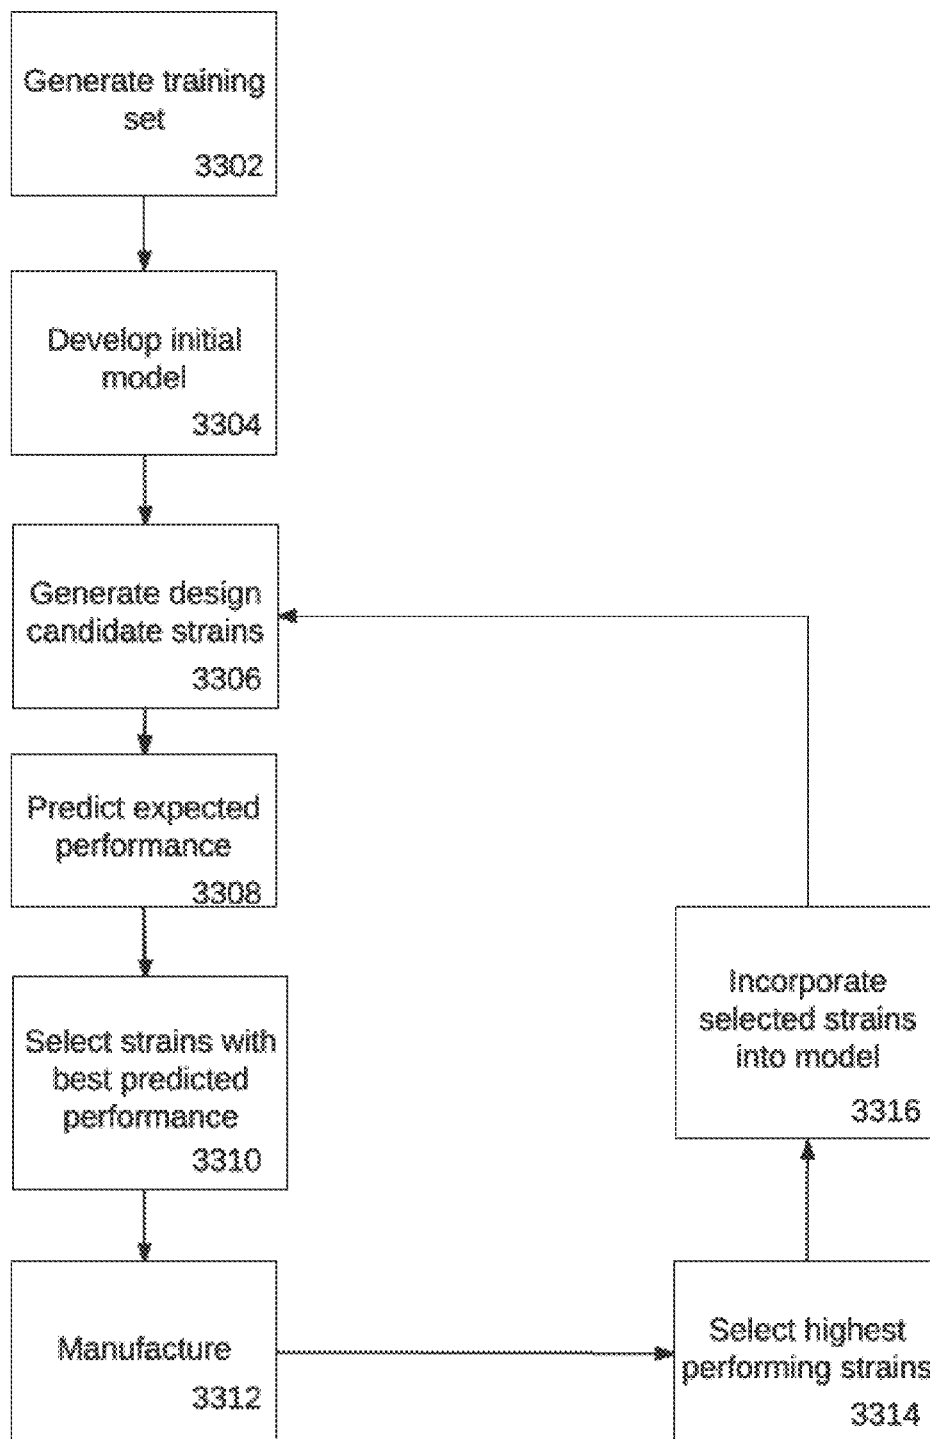 Generate training
set
3302
Develop initial
model
3304
Generate design
candidate strains
3306
Predict expected
performance
3308
Select strains with
best predicted
performance
3310
Manufacture
3312
Select highest
performing strains
3314
Incorporate
selected strains
into model
3316